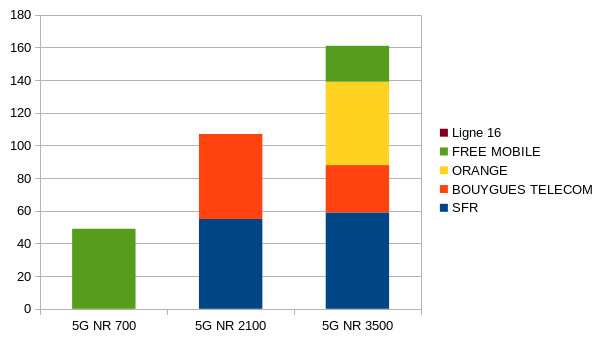 180
160
140
120
100
80
60
40
20
0
5G NR 700
5G NR 2100
5G NR 3500
Ligne 16
FREE MOBILE
ORANGE
BOUYGUES TELECOM
SFR